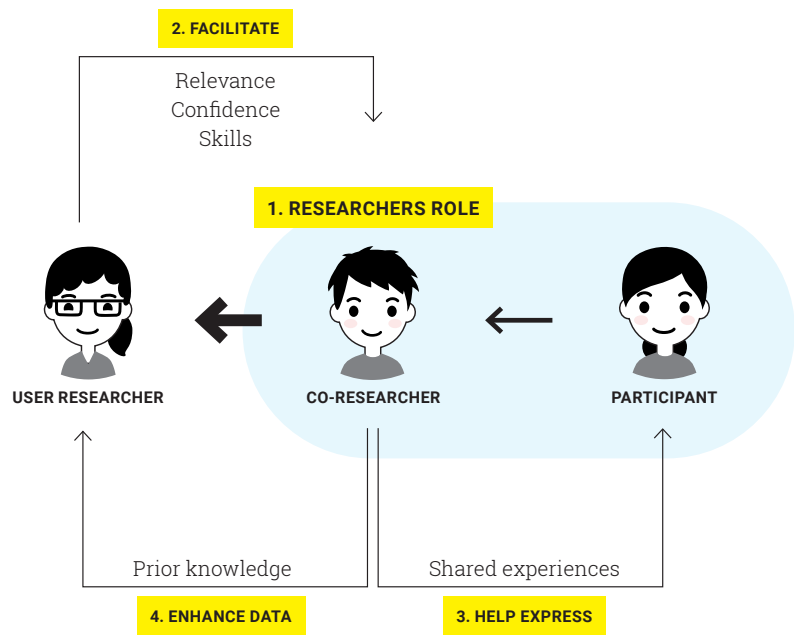 2. FACILITATE
Relevance
Confidence
Skills
1. RESEARCHERS ROLE
USER RESEARCHER
CO-RESEARCHER
PARTICIPANT
Prior knowledge
Shared experiences
4. ENHANCE DATA
3. HELP EXPRESS